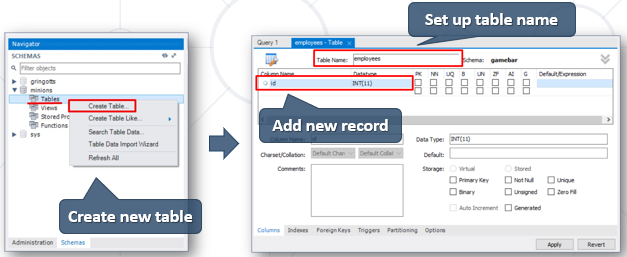 Set up table name
Navigator
SCHEMAS
Filter objects
gringotts
minions
Tables
Views
Stored Pro
Functions
sys
Create Table...
Create Table Like...
Search Table Data...
Table Data Import Wizard
Refresh All
Create new table
Administration Schemas
Query 1 employees - Table
Table Name: employees Schema: gamebar
Column Name Datatype PK NN UQ B UN ZF AI G Default/Expression
id INT(11)
Add new record
Column Name: id Data Type: INT(11)
Charset/Collation: Default Char Default Collat Default:
Comments: Storage: Virtual Stored
Primary Key Not Null Unique
Binary Unsigned Zero Fill
Auto Increment Generated
Columns Indexes Foreign Keys Triggers Partitioning Options
Apply Revert